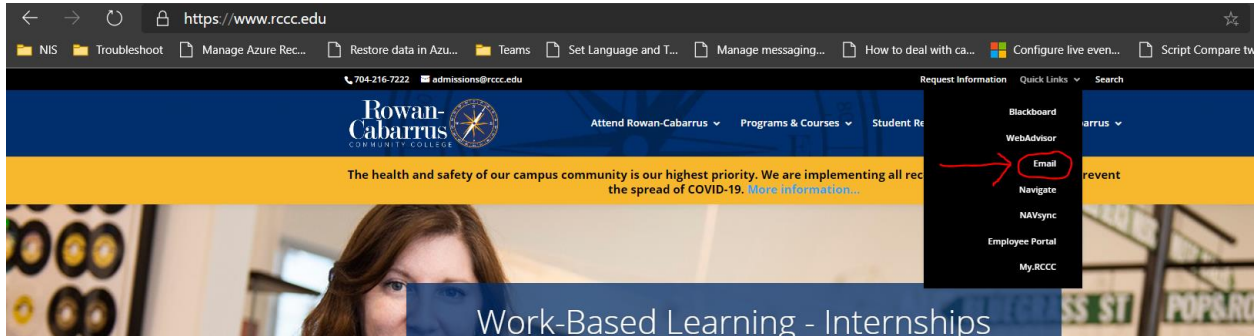 https://www.rccc.edu
NIS Troubleshoot Manage Azure Rec... Restore data in Azu... Teams Set Language and T... Manage messaging... How to deal with ca... Configure live even... Script Compare tw
704-216-7222 admissions@rccc.edu Request Information Quick Links Search
Rowan-
Cabarrus
COMMUNITY COLLEGE
Attend Rowan-Cabarrus Programs & Courses Student Re
arrus
Blackboard
WebAdvisor
Email
Navigate
NAVsync
Employee Portal
My.RCCC
The health and safety of our campus community is our highest priority. We are implementing all rec revent
the spread of COVID-19. More information...
Work-Based Learning - Internships
SS ST